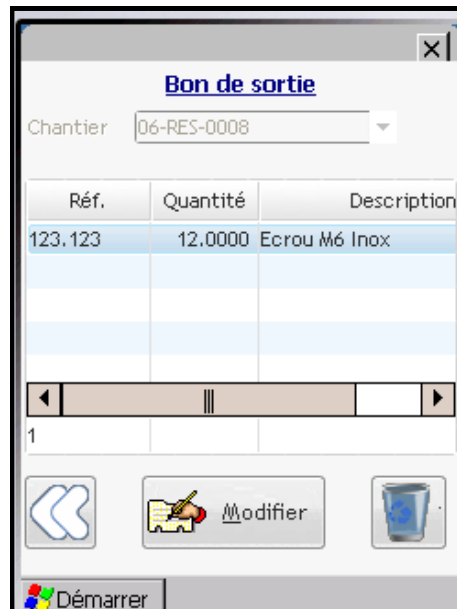 Bon de sortie
Chantier 06-RES-0008
Réf. Quantité Description
123.123 12.0000 Ecrou M6 Inox
1
Modifier
Démarrer